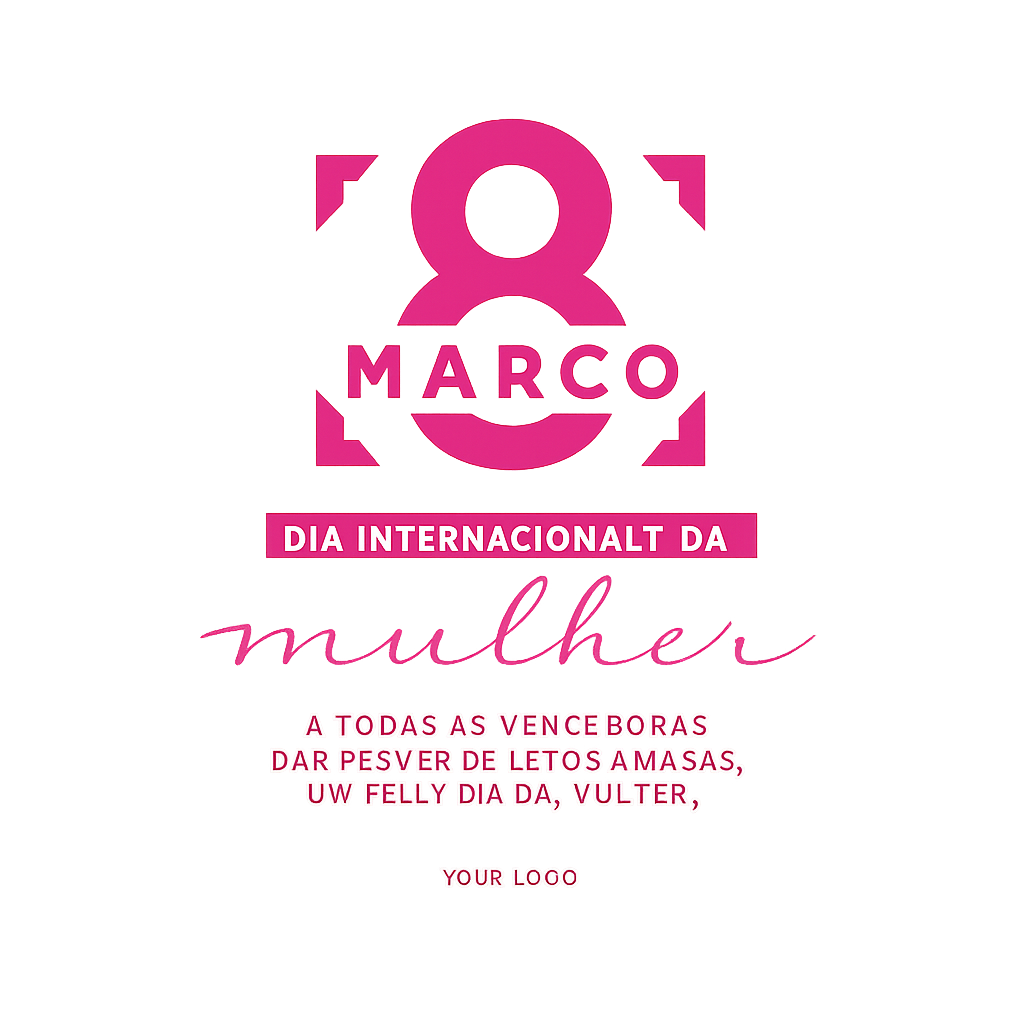 8
MARCO
DIA INTERNACIONALT DA
mulher
A TODAS AS VENCEBORAS
DAR PESVER DE LETOS AMASAS,
UW FELLY DIA DA, VULTER,
YOUR LOGO